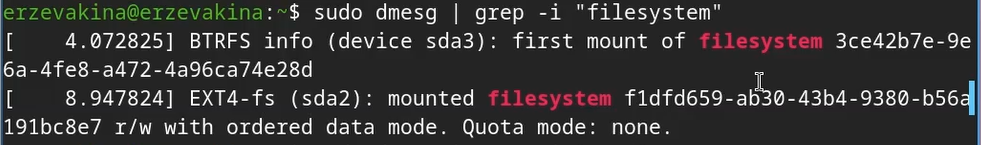 erzevakina@erzevakina:~$ sudo dmesg | grep -i "filesystem"
[    4.072825] BTRFS info (device sda3): first mount of filesystem 3ce42b7e-9e
6a-4fe8-a472-4a96ca74e28d
[    8.947824] EXT4-fs (sda2): mounted filesystem f1dfd659-ab30-43b4-9380-b56a
191bc8e7 r/w with ordered data mode. Quota mode: none.